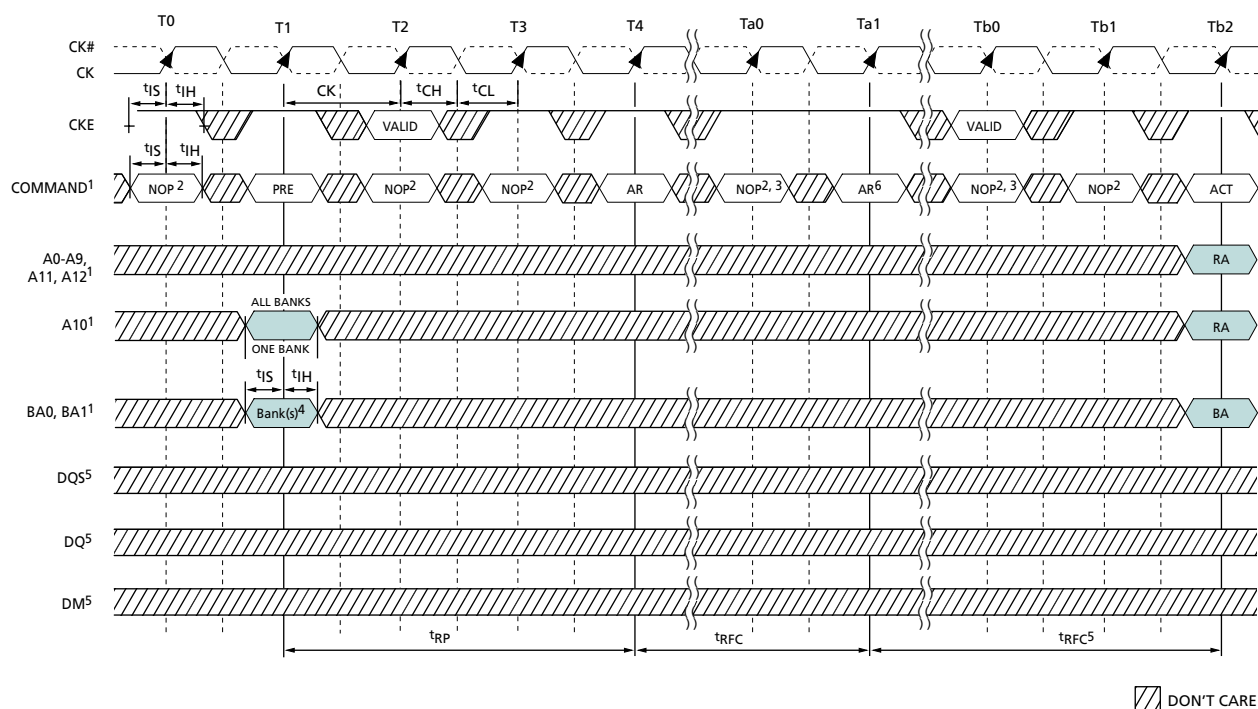 T0 T1 T2 T3 T4 Ta0 Ta1 Tb0 Tb1 Tb2
CK#
CK
tIS tIH CK tCH tCL
CKE VALID VALID
tIS tIH
COMMAND1 NOP2 PRE NOP2 NOP2 AR NOP2, 3 AR6 NOP2, 3 NOP2 ACT
A0-A9,
A11, A121 RA
ALL BANKS
A101 RA
ONE BANK
tIS tIH
BA0, BA11 Bank(s)4 BA
DQS5
DQ5
DM5
tRP tRFC tRFC5
DON'T CARE